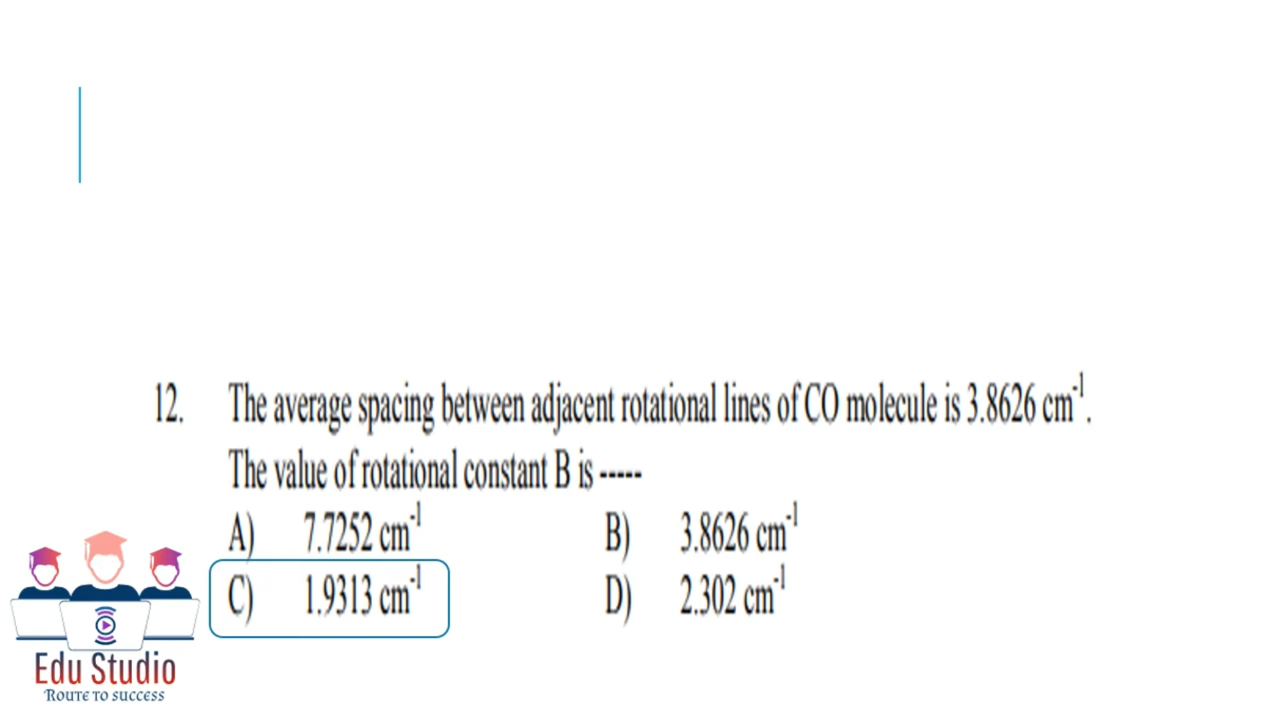 12. The average spacing between adjacent rotational lines of CO molecule is 3.8626 cm⁻¹.
The value of rotational constant B is -----
A) 7.7252 cm⁻¹ B) 3.8626 cm⁻¹
C) 1.9313 cm⁻¹ D) 2.302 cm⁻¹
Edu Studio
Route to success